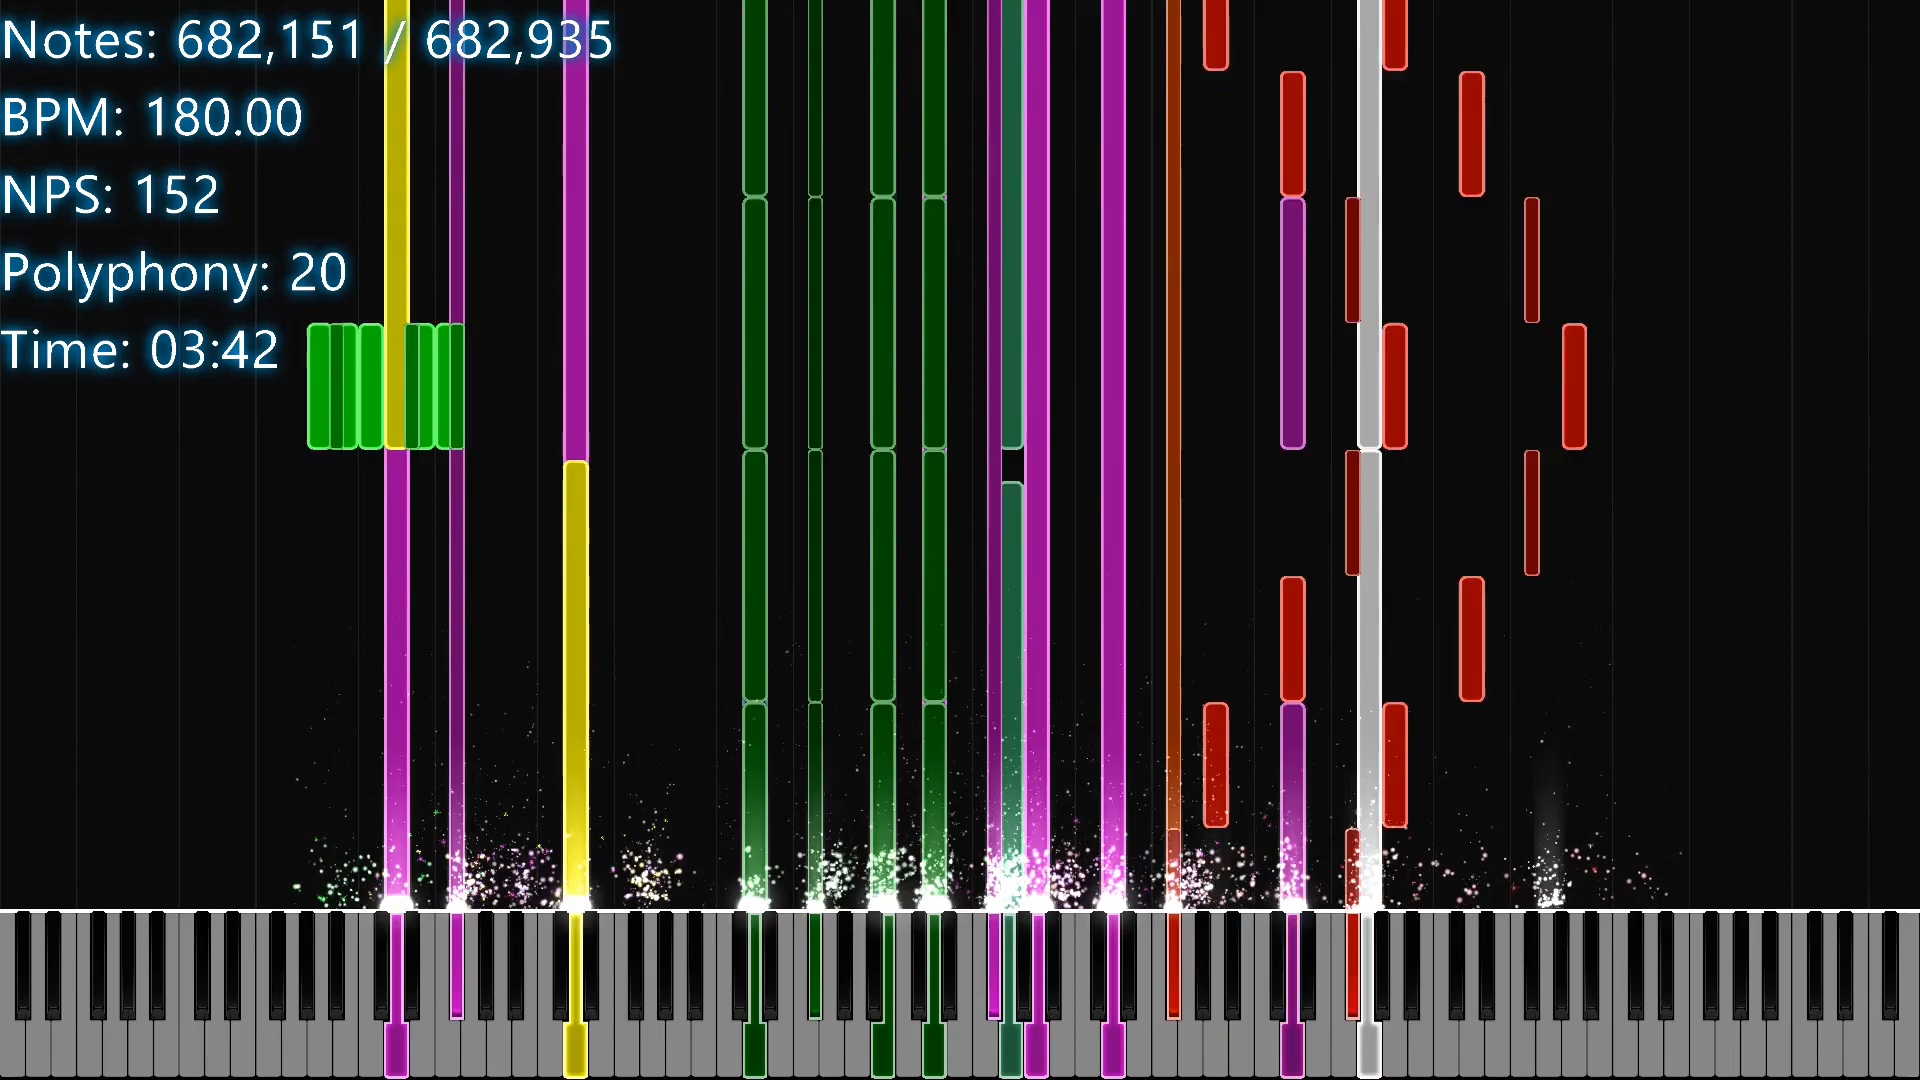 Notes: 682,151 / 682,935
BPM: 180.00
NPS: 152
Polyphony: 20
Time: 03:42